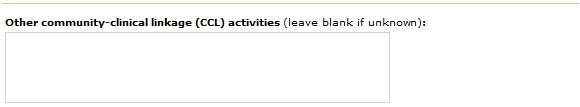 Other community-clinical linkage (CCL) activities (leave blank if unknown):